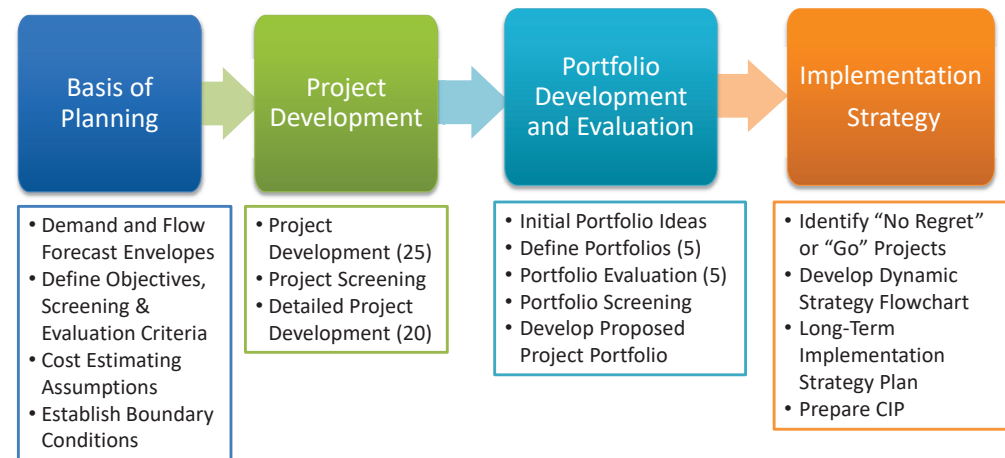 Basis of
Planning
Project
Development
Portfolio
Development
and Evaluation
Implementation
Strategy
• Demand and Flow
Forecast Envelopes
• Define Objectives,
Screening &
Evaluation Criteria
• Cost Estimating
Assumptions
• Establish Boundary
Conditions
• Project
Development (25)
• Project Screening
• Detailed Project
Development (20)
• Initial Portfolio Ideas
• Define Portfolios (5)
• Portfolio Evaluation (5)
• Portfolio Screening
• Develop Proposed
Project Portfolio
• Identify “No Regret”
or “Go” Projects
• Develop Dynamic
Strategy Flowchart
• Long-Term
Implementation
Strategy Plan
• Prepare CIP